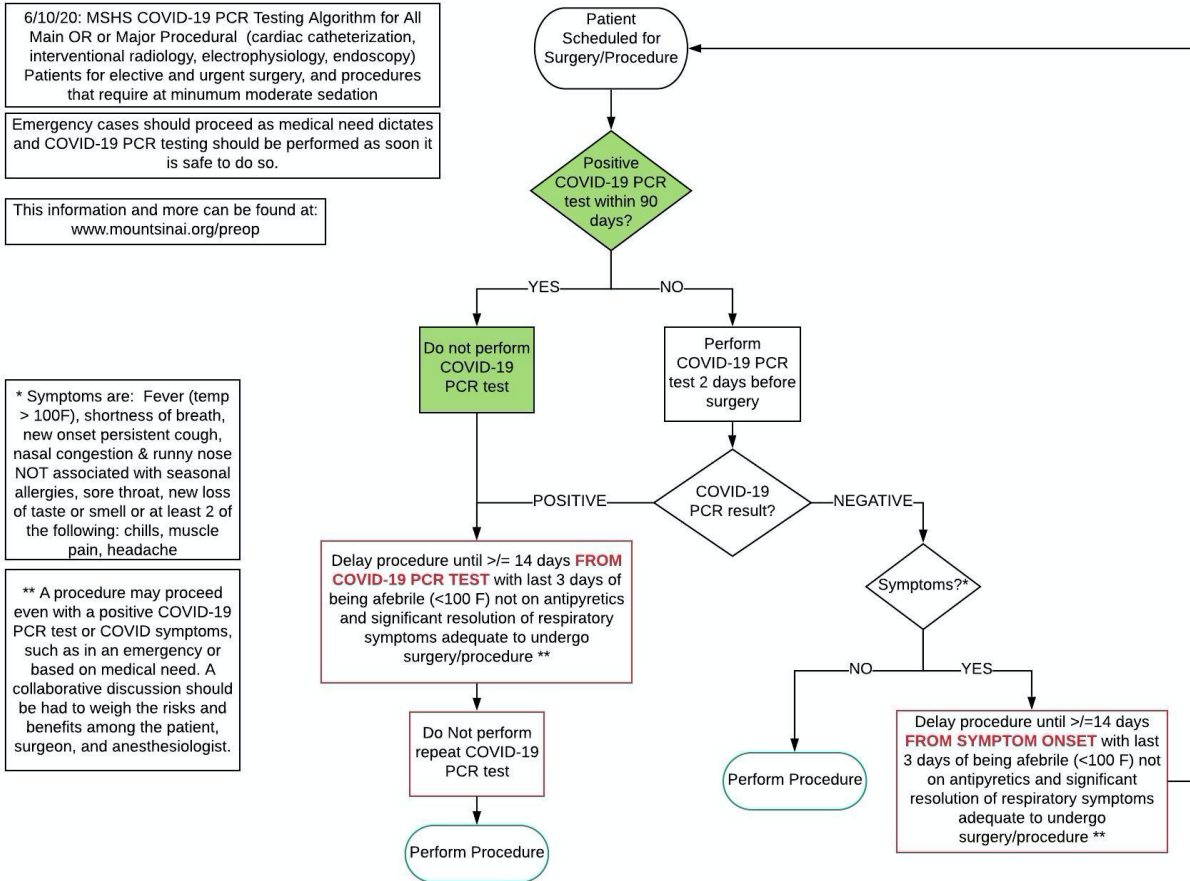 6/10/20: MSHS COVID-19 PCR Testing Algorithm for All
Main OR or Major Procedural (cardiac catheterization,
interventional radiology, electrophysiology, endoscopy)
Patients for elective and urgent surgery, and procedures
that require at minumum moderate sedation
Emergency cases should proceed as medical need dictates
and COVID-19 PCR testing should be performed as soon it
is safe to do so.
This information and more can be found at:
www.mountsinai.org/preop
Patient
Scheduled for
Surgery/Procedure
Positive
COVID-19 PCR
test within 90
days?
YES
NO
Do not perform
COVID-19
PCR test
Perform
COVID-19 PCR
test 2 days before
surgery
* Symptoms are: Fever (temp
> 100F), shortness of breath,
new onset persistent cough,
nasal congestion & runny nose
NOT associated with seasonal
allergies, sore throat, new loss
of taste or smell or at least 2 of
the following: chills, muscle
pain, headache
POSITIVE
COVID-19
PCR result?
NEGATIVE
Delay procedure until >/= 14 days FROM
COVID-19 PCR TEST with last 3 days of
being afebrile (<100 F) not on antipyretics
and significant resolution of respiratory
symptoms adequate to undergo
surgery/procedure **
Symptoms?*
** A procedure may proceed
even with a positive COVID-19
PCR test or COVID symptoms,
such as in an emergency or
based on medical need. A
collaborative discussion should
be had to weigh the risks and
benefits among the patient,
surgeon, and anesthesiologist.
NO
YES
Do Not perform
repeat COVID-19
PCR test
Perform Procedure
Perform Procedure
Delay procedure until >/=14 days
FROM SYMPTOM ONSET with last
3 days of being afebrile (<100 F) not
on antipyretics and significant
resolution of respiratory symptoms
adequate to undergo
surgery/procedure **